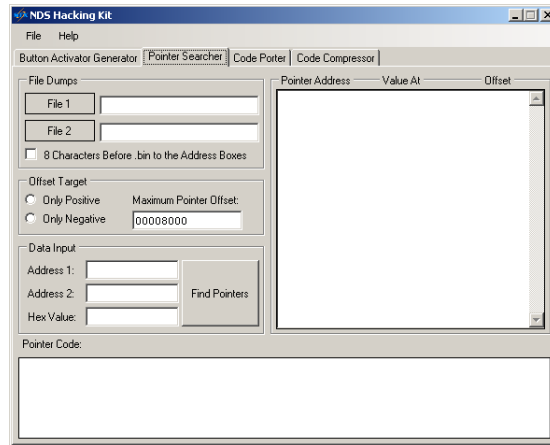 NDS Hacking Kit
File Help
Button Activator Generator Pointer Searcher Code Porter Code Compressor
File Dumps
File 1
File 2
8 Characters Before .bin to the Address Boxes
Offset Target
Only Positive
Only Negative
Maximum Pointer Offset:
00008000
Data Input
Address 1:
Address 2:
Hex Value:
Find Pointers
Pointer Address Value At Offset
Pointer Code: